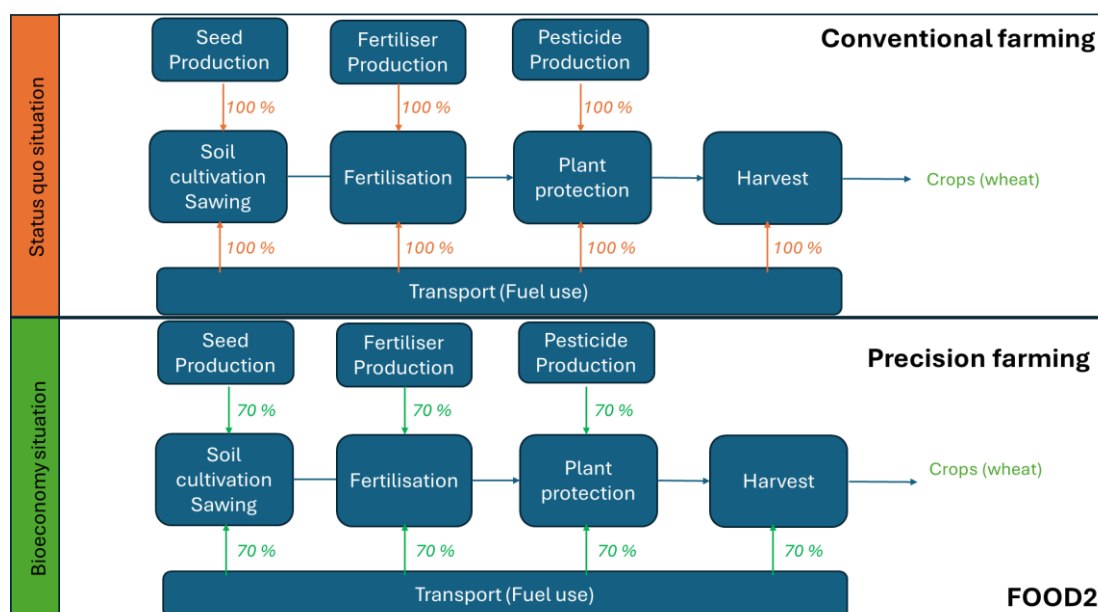 Status quo situation
Conventional farming
Seed
Production
Fertiliser
Production
Pesticide
Production
100 %
100 %
100 %
Soil
cultivation
Sawing
Fertilisation
Plant
protection
Harvest
Crops (wheat)
100 %
100 %
100 %
100 %
Transport (Fuel use)
Bioeconomy situation
Precision farming
Seed
Production
Fertiliser
Production
Pesticide
Production
70 %
70 %
70 %
Soil
cultivation
Sawing
Fertilisation
Plant
protection
Harvest
Crops (wheat)
70 %
70 %
70 %
70 %
Transport (Fuel use)
FOOD2